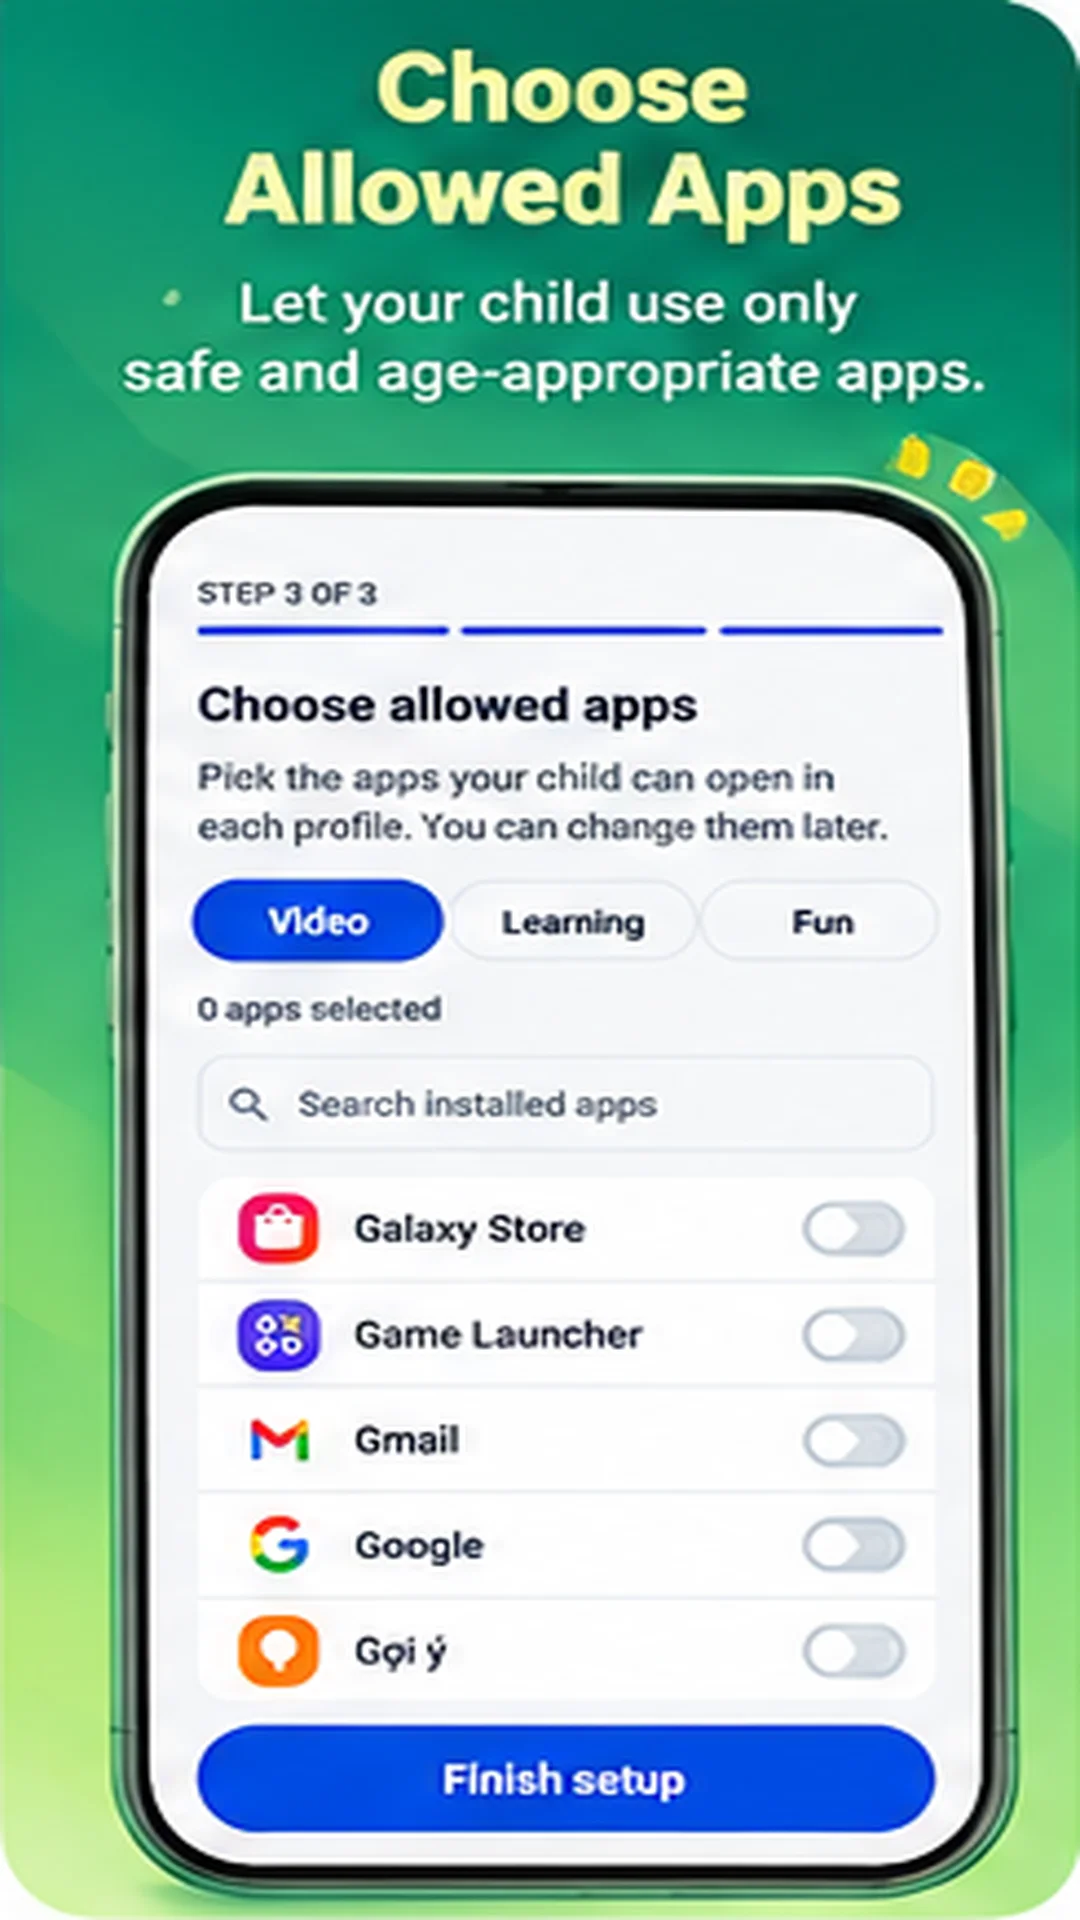 Choose
Allowed Apps
Let your child use only
safe and age-appropriate apps.
STEP 3 OF 3
Choose allowed apps
Pick the apps your child can open in
each profile. You can change them later.
Video
Learning
Fun
0 apps selected
Search installed apps
Galaxy Store
Game Launcher
Gmail
Google
Gợi ý
Finish setup